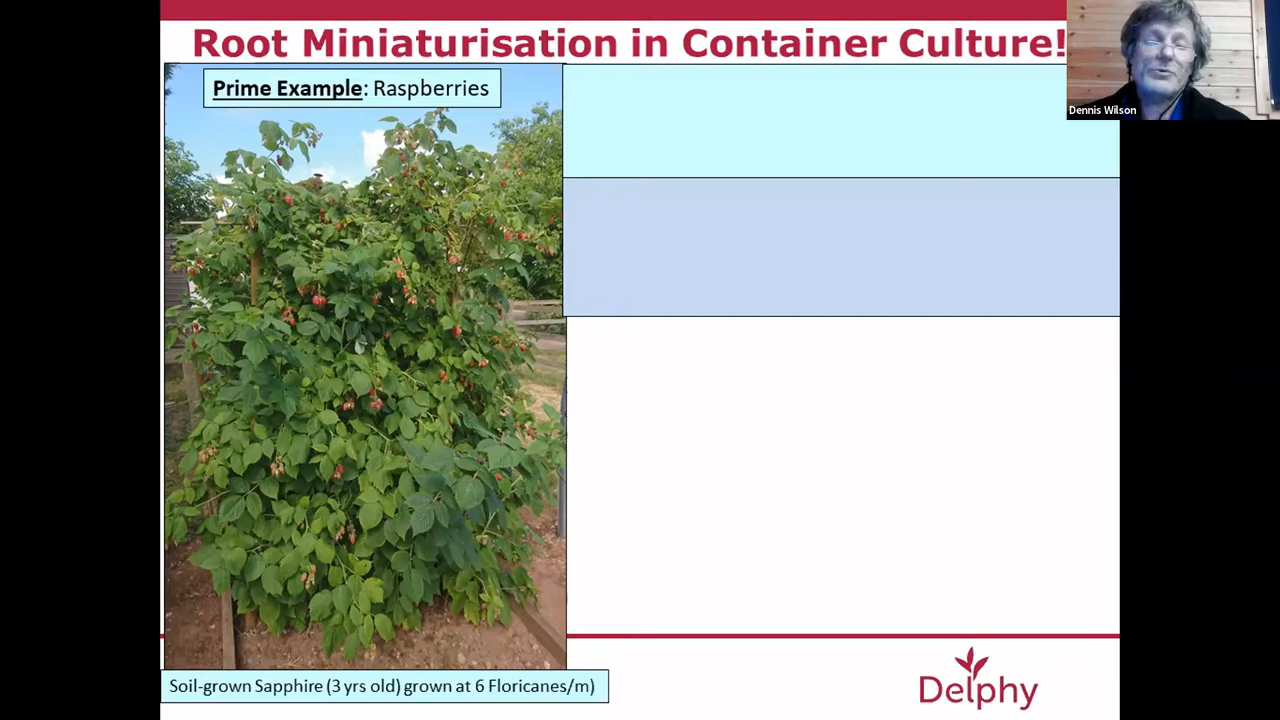 Root Miniaturisation in Container Culture!
Dennis Wilson
Prime Example: Raspberries
Soil-grown Sapphire (3 yrs old) grown at 6 Floricanes/m)
Delphy